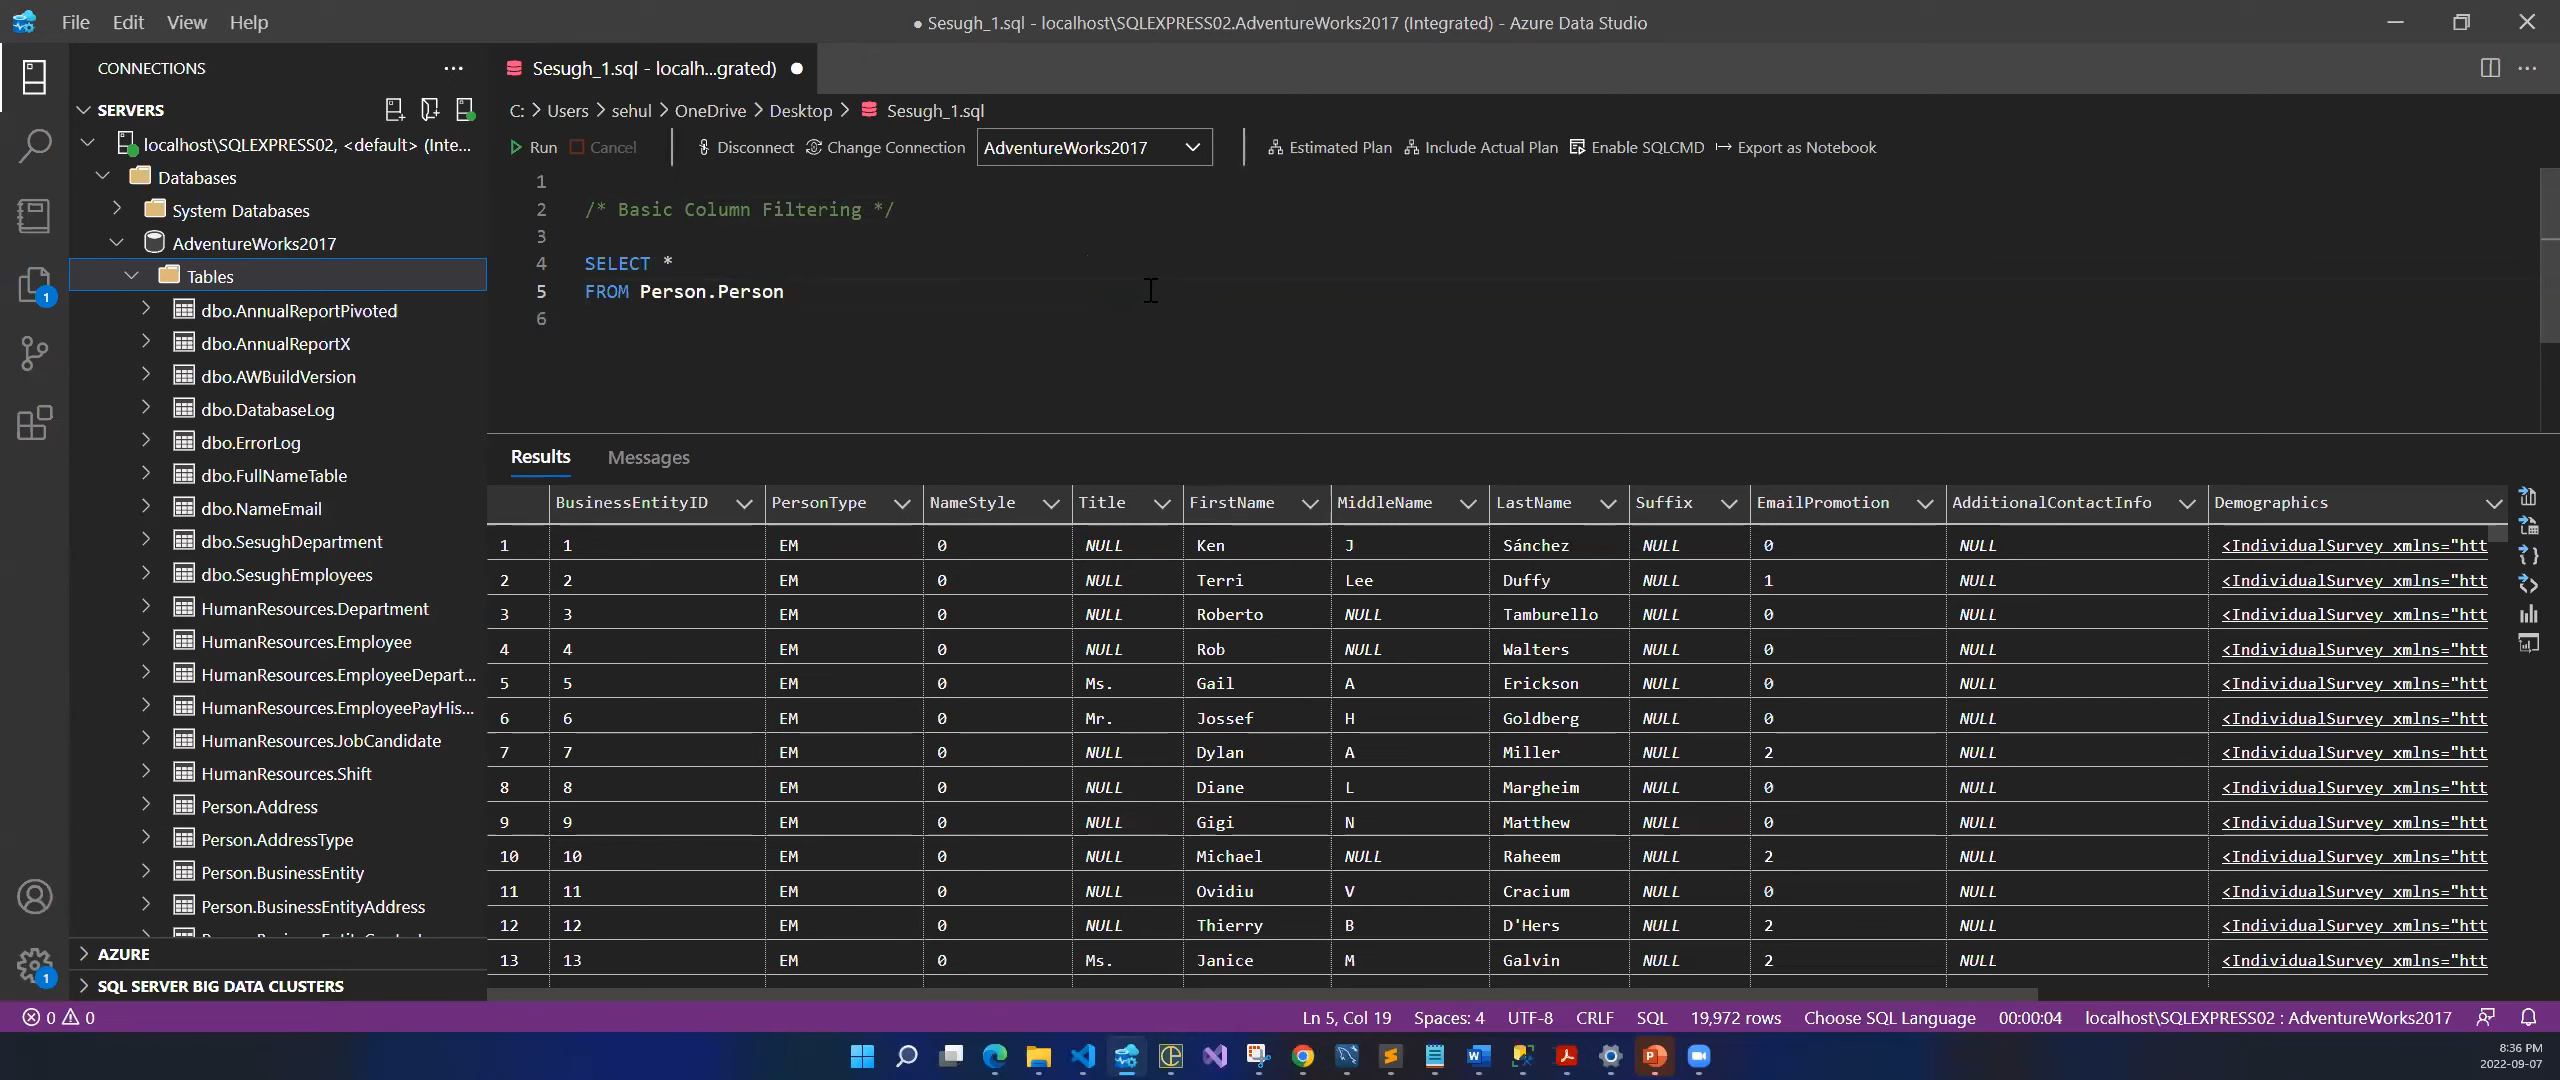 File Edit View Help
● Sesugh_1.sql - localhost\SQLEXPRESS02.AdventureWorks2017 (Integrated) - Azure Data Studio
CONNECTIONS
Sesugh_1.sql - localh...grated)
SERVERS
C: > Users > sehul > OneDrive > Desktop > Sesugh_1.sql
localhost\SQLEXPRESS02, <default> (Inte...
Run Cancel Disconnect Change Connection AdventureWorks2017 Estimated Plan Include Actual Plan Enable SQLCMD Export as Notebook
Databases
System Databases
AdventureWorks2017
Tables
dbo.AnnualReportPivoted
dbo.AnnualReportX
dbo.AWBuildVersion
dbo.DatabaseLog
dbo.ErrorLog
dbo.FullNameTable
dbo.NameEmail
dbo.SesughDepartment
dbo.SesughEmployees
HumanResources.Department
HumanResources.Employee
HumanResources.EmployeeDepart...
HumanResources.EmployeePayHis...
HumanResources.JobCandidate
HumanResources.Shift
Person.Address
Person.AddressType
Person.BusinessEntity
Person.BusinessEntityAddress
AZURE
SQL SERVER BIG DATA CLUSTERS
1
2 /* Basic Column Filtering */
3
4 SELECT *
5 FROM Person.Person
6
Results Messages
BusinessEntityID PersonType NameStyle Title FirstName MiddleName LastName Suffix EmailPromotion AdditionalContactInfo Demographics
1 1 EM 0 NULL Ken J Sánchez NULL 0 NULL <IndividualSurvey xmlns="htt
2 2 EM 0 NULL Terri Lee Duffy NULL 1 NULL <IndividualSurvey xmlns="htt
3 3 EM 0 NULL Roberto NULL Tamburello NULL 0 NULL <IndividualSurvey xmlns="htt
4 4 EM 0 NULL Rob NULL Walters NULL 0 NULL <IndividualSurvey xmlns="htt
5 5 EM 0 Ms. Gail A Erickson NULL 0 NULL <IndividualSurvey xmlns="htt
6 6 EM 0 Mr. Jossef H Goldberg NULL 0 NULL <IndividualSurvey xmlns="htt
7 7 EM 0 NULL Dylan A Miller NULL 2 NULL <IndividualSurvey xmlns="htt
8 8 EM 0 NULL Diane L Margheim NULL 0 NULL <IndividualSurvey xmlns="htt
9 9 EM 0 NULL Gigi N Matthew NULL 0 NULL <IndividualSurvey xmlns="htt
10 10 EM 0 NULL Michael NULL Raheem NULL 2 NULL <IndividualSurvey xmlns="htt
11 11 EM 0 NULL Ovidiu V Cracium NULL 0 NULL <IndividualSurvey xmlns="htt
12 12 EM 0 NULL Thierry B D'Hers NULL 2 NULL <IndividualSurvey xmlns="htt
13 13 EM 0 Ms. Janice M Galvin NULL 2 NULL <IndividualSurvey xmlns="htt
1
1
0 0 Ln 5, Col 19 Spaces: 4 UTF-8 CRLF SQL 19,972 rows Choose SQL Language 00:00:04 localhost\SQLEXPRESS02 : AdventureWorks2017
8:36 PM
2022-09-07